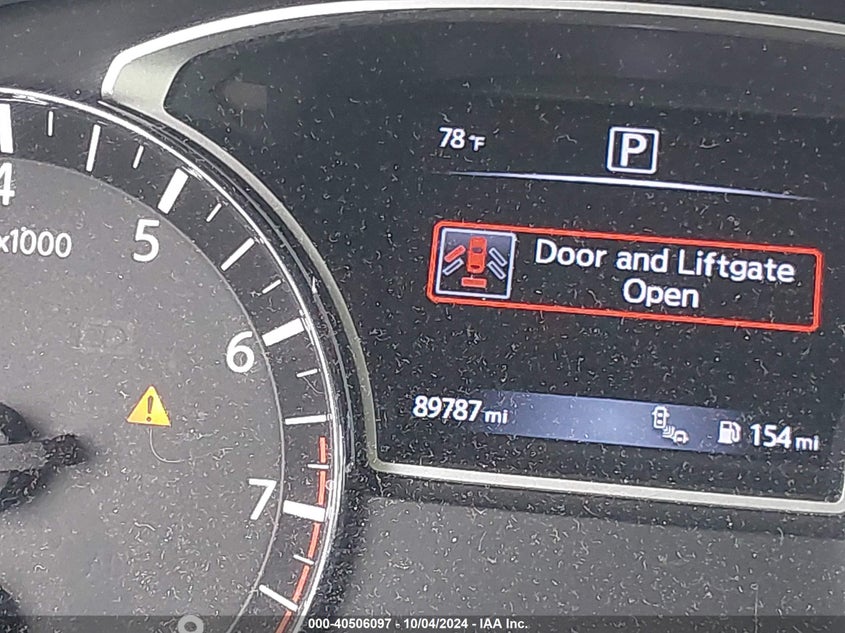 78°F
P
4
x1000
5
Door and Liftgate
Open
6
89787 mi
154 mi
7
000-40506097 - 10/04/2024 - IAA Inc.